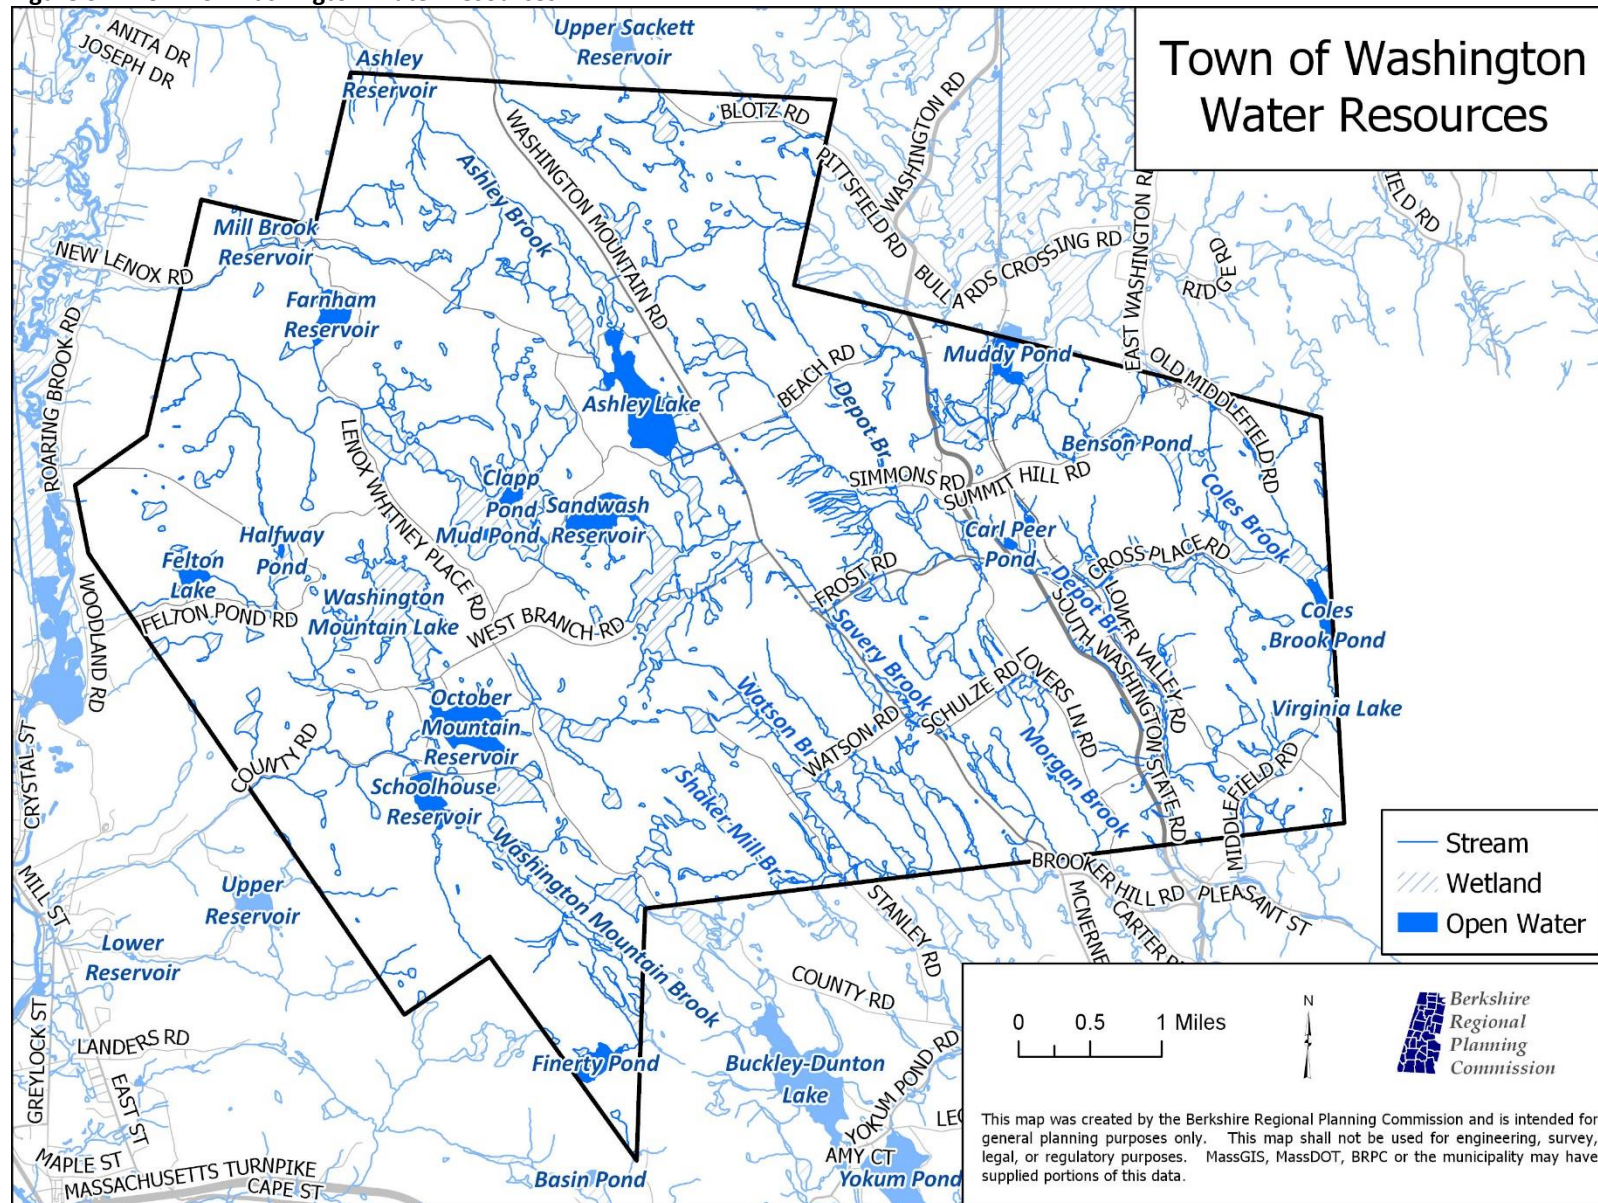 Town of Washington
Water Resources
ANITA DR
JOSEPH DR
Ashley
Reservoir
Upper Sackett
Reservoir
BLOTZ RD
WASHINGTON RD
PITTSFIELD RD
WASHINGTON MOUNTAIN RD
Ashley Brook
Mill Brook
Reservoir
NEW LENOX RD
BULLARDS CROSSING RD
EAST WASHINGTON RD
RIDGE RD
IELD RD
Farnham
Reservoir
ROARING BROOK RD
Muddy Pond
OLD MIDDLEFIELD RD
BEACH RD
Depot Br
Ashley Lake
Benson Pond
LENOX WHITNEY PLACE RD
SIMMONS RD
SUMMIT HILL RD
Coles Brook
Clapp
Pond
Sandwash
Reservoir
Mud Pond
Halfway
Pond
Carl Peer
Pond
CROSS PLACE RD
Felton
Lake
WOODLAND RD
FELTON POND RD
Washington
Mountain Lake
WEST BRANCH RD
FROST RD
Savery Brook
Depot Br
LOWER VALLEY RD
SOUTH WASHINGTON STATE RD
Coles
Brook Pond
LOVERS LN RD
SCHULZE RD
Watson Br
WATSON RD
October
Mountain
Reservoir
Virginia Lake
CRYSTAL ST
COUNTY RD
Morgan Brook
MIDDLEFIELD RD
Schoolhouse
Reservoir
Shaker Mill Br
Washington Mountain Brook
Stream
Wetland
Open Water
MILL ST
Upper
Reservoir
BROOKER HILL RD
PLEASANT ST
MCNERNE
CARTER
STANLEY RD
Lower
Reservoir
COUNTY RD
GREYLOCK ST
LANDERS RD
EAST ST
Finerty Pond
Buckley-Dunton
Lake
YOKUM POND RD
AMY CT
Basin Pond
Yokum Pond
MAPLE ST
MASSACHUSETTS TURNPIKE
CAPE ST
0 0.5 1 Miles
N
Berkshire
Regional
Planning
Commission
This map was created by the Berkshire Regional Planning Commission and is intended for
general planning purposes only. This map shall not be used for engineering, survey,
legal, or regulatory purposes. MassGIS, MassDOT, BRPC or the municipality may have
supplied portions of this data.